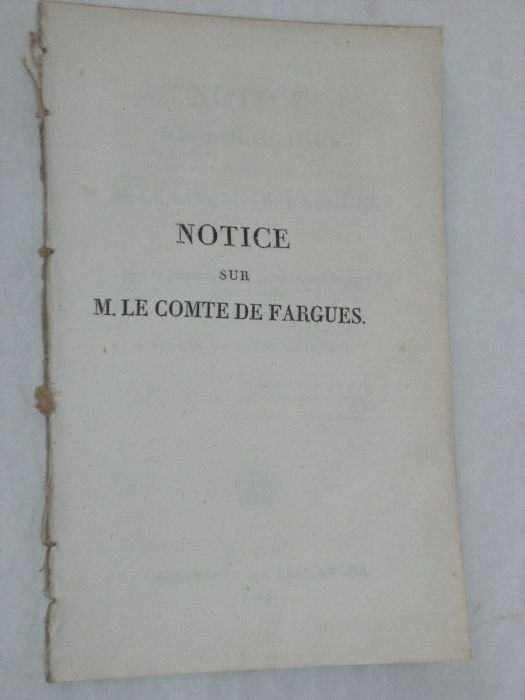 NOTICE
SUR
M. LE COMTE DE FARGUES.